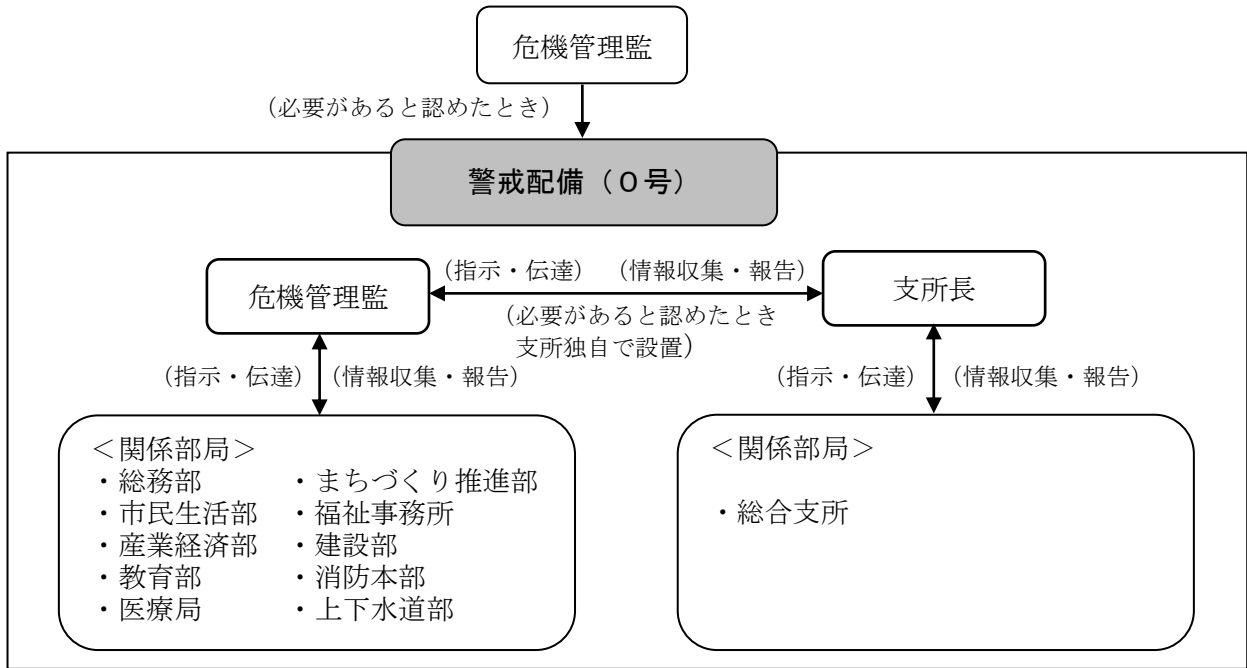 危機管理監
(必要があると認めたとき)
警戒配備(０号)
(指示・伝達) (情報収集・報告)
危機管理監
支所長
(必要があると認めたとき
支所独自で設置)
(指示・伝達) (情報収集・報告)
(指示・伝達) (情報収集・報告)
＜関係部局＞
・総務部 ・まちづくり推進部
・市民生活部 ・福祉事務所
・産業経済部 ・建設部
・教育部 ・消防本部
・医療局 ・上下水道部
＜関係部局＞
・総合支所